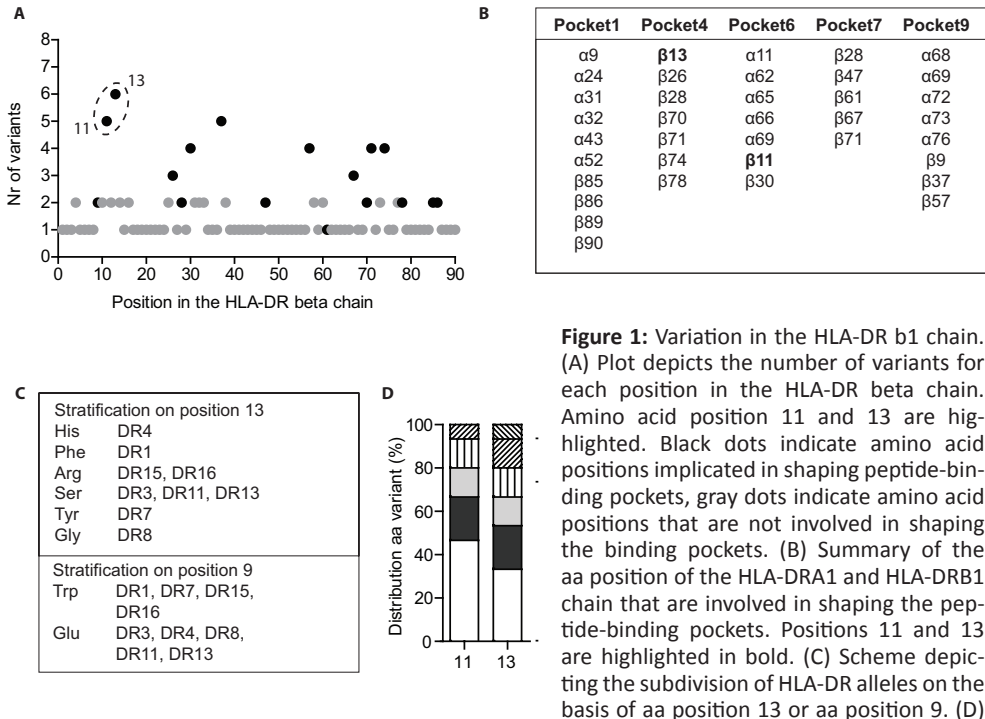 A
Nr of variants
8
7
6
5
4
3
2
1
0
13
11
0 10 20 30 40 50 60 70 80 90
Position in the HLA-DR beta chain
B
Pocket1 Pocket4 Pocket6 Pocket7 Pocket9
α9 β13 α11 β28 α68
α24 β26 α62 β47 α69
α31 β28 α65 β61 α72
α32 β70 α66 β67 α73
α43 β71 α69 β71 α76
α52 β74 β11 β9
β85 β78 β30 β37
β86 β57
β89
β90
C
Stratification on position 13
His DR4
Phe DR1
Arg DR15, DR16
Ser DR3, DR11, DR13
Tyr DR7
Gly DR8
Stratification on position 9
Trp DR1, DR7, DR15,
DR16
Glu DR3, DR4, DR8,
DR11, DR13
D
Distribution aa variant (%)
100
80
60
40
20
0
11 13
Figure 1: Variation in the HLA-DR b1 chain.
(A) Plot depicts the number of variants for
each position in the HLA-DR beta chain.
Amino acid position 11 and 13 are hig-
hlighted. Black dots indicate amino acid
positions implicated in shaping peptide-bin-
ding pockets, gray dots indicate amino acid
positions that are not involved in shaping
the binding pockets. (B) Summary of the
aa position of the HLA-DRA1 and HLA-DRB1
chain that are involved in shaping the pep-
tide-binding pockets. Positions 11 and 13
are highlighted in bold. (C) Scheme depic-
ting the subdivision of HLA-DR alleles on the
basis of aa position 13 or aa position 9. (D)